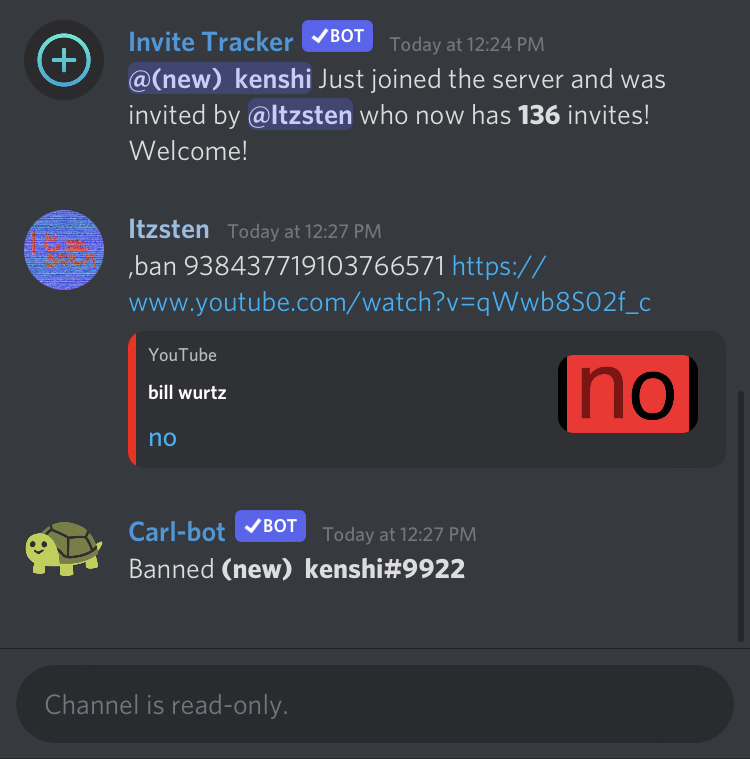 Invite Tracker ✓BOT Today at 12:24 PM
@(new) kenshi Just joined the server and was
invited by @Itzsten who now has 136 invites!
Welcome!
Itzsten Today at 12:27 PM
,ban 938437719103766571 https://
www.youtube.com/watch?v=qWwb8S02f_c
YouTube
bill wurtz
no
no
Carl-bot ✓BOT Today at 12:27 PM
Banned (new) kenshi#9922
Channel is read-only.